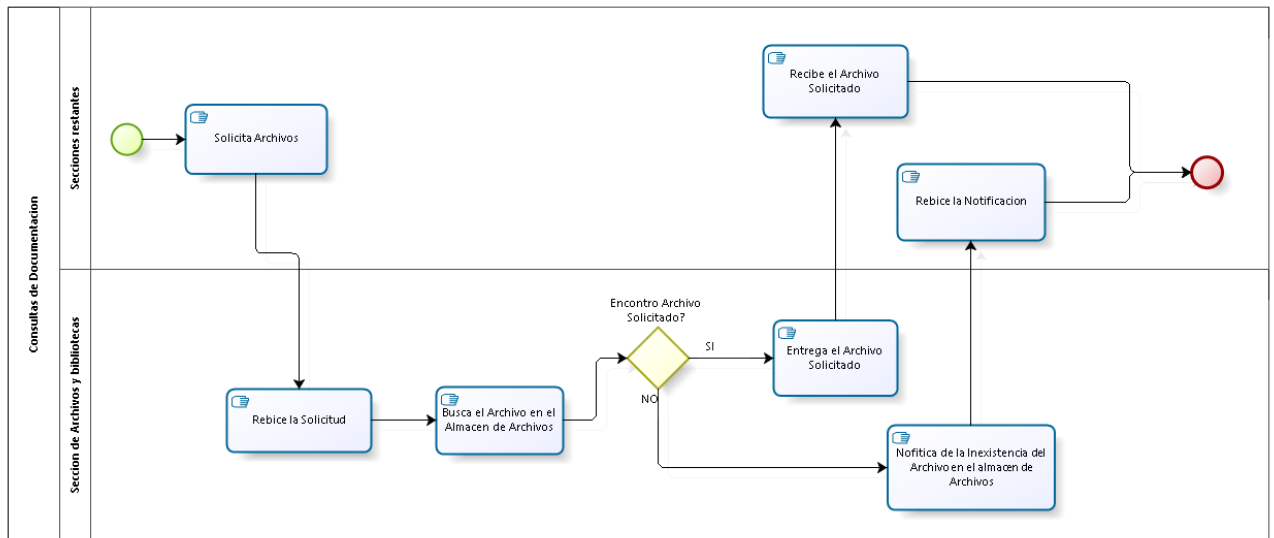 Consultas de Documentacion
Secciones restantes
Solicita Archivos
Recibe el Archivo
Solicitado
Rebice la Notificacion
Seccion de Archivos y bibliotecas
Rebice la Solicitud
Busca el Archivo en el
Almacen de Archivos
Encontro Archivo
Solicitado?
SI
NO
Entrega el Archivo
Solicitado
Nofitica de la Inexistencia del
Archivo en el almacen de
Archivos